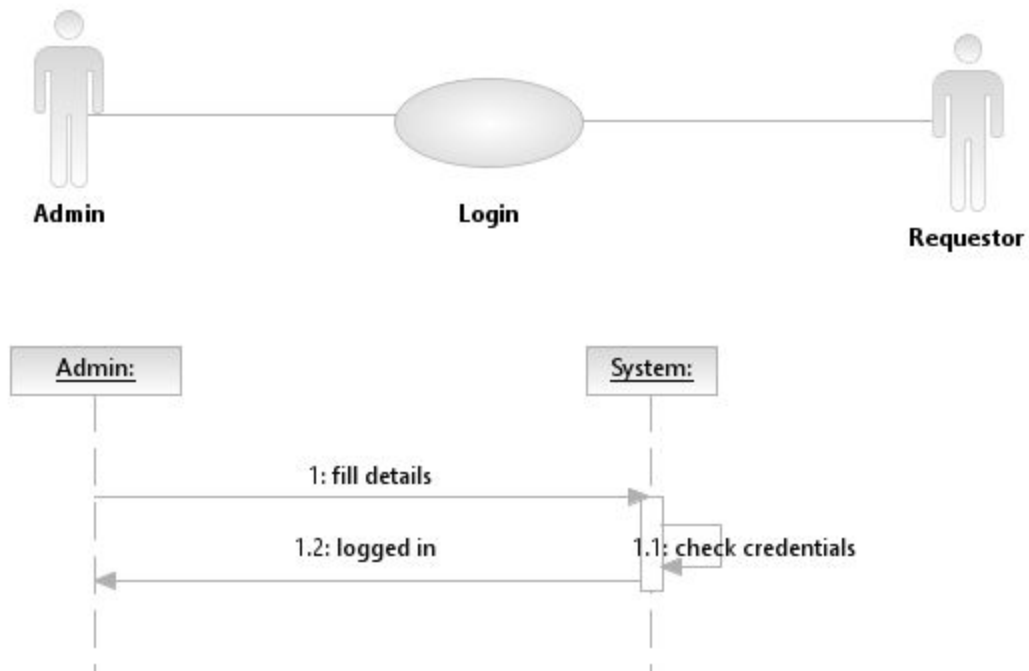 Admin
Login
Requestor
Admin:
System:
1: fill details
1.2: logged in
1.1: check credentials